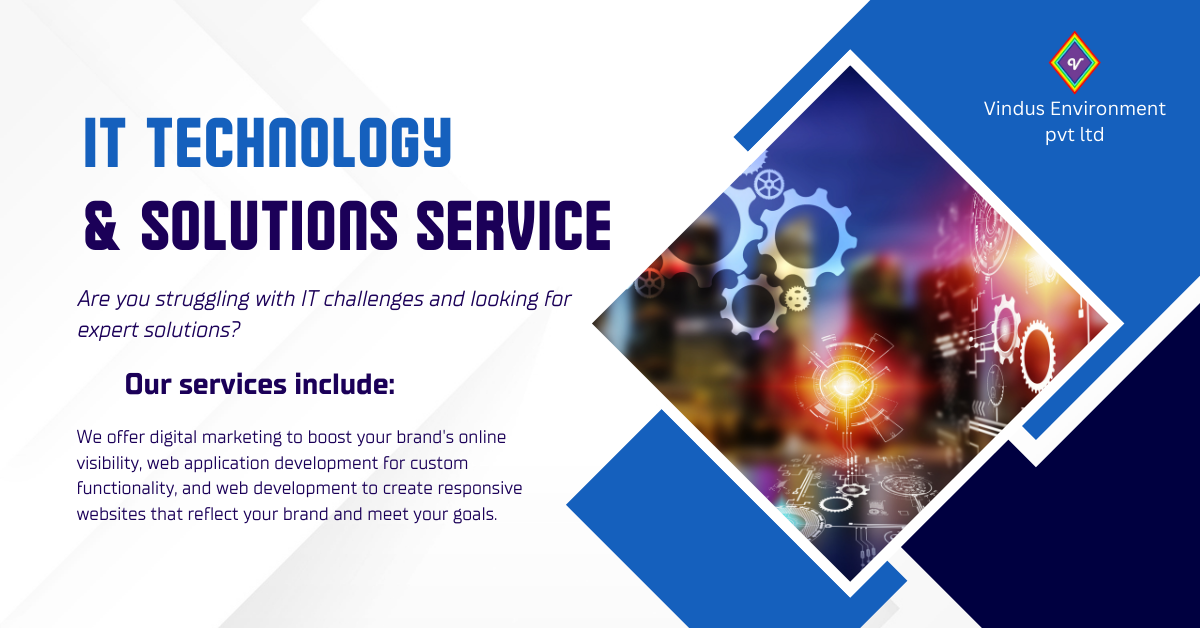 IT TECHNOLOGY
& SOLUTIONS SERVICE
Are you struggling with IT challenges and looking for
expert solutions?
Our services include:
We offer digital marketing to boost your brand's online
visibility, web application development for custom
functionality, and web development to create responsive
websites that reflect your brand and meet your goals.
V
Vindus Environment
pvt ltd